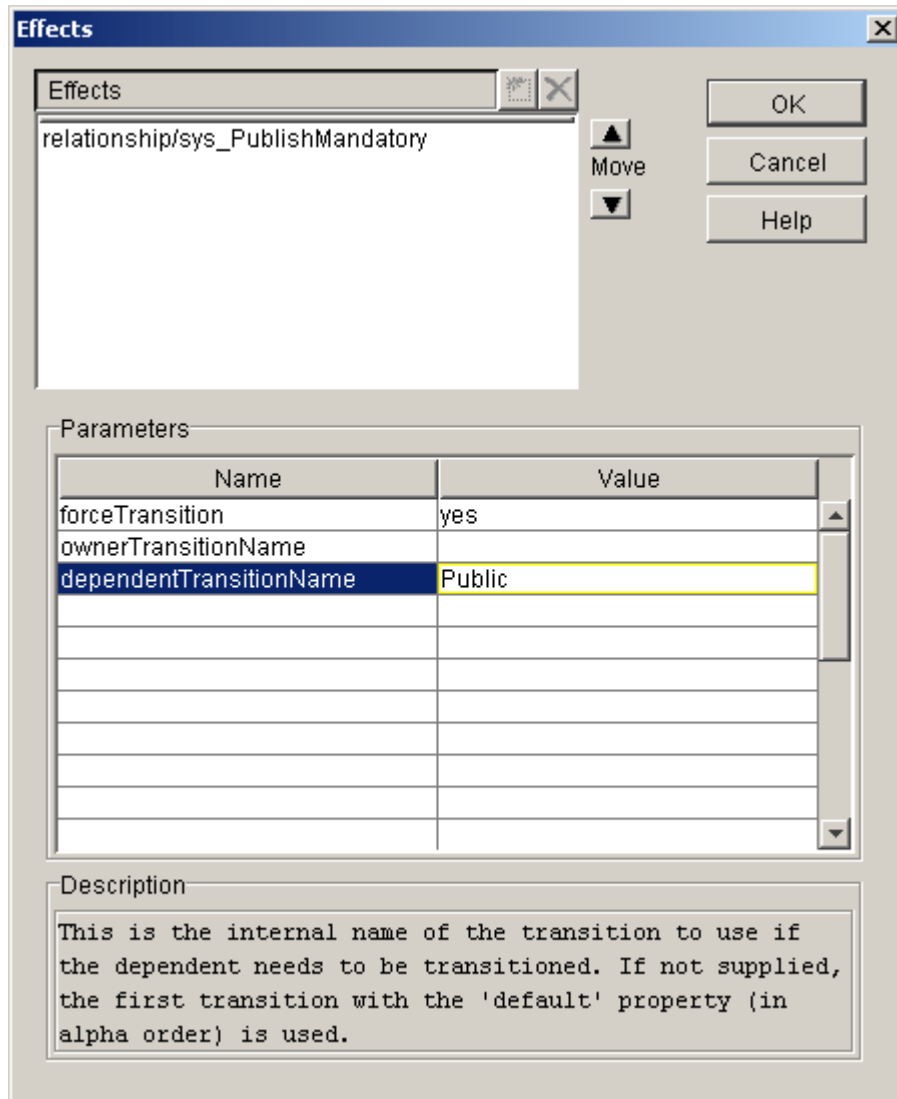 Effects
Effects
OK
relationship/sys_PublishMandatory
Move
Cancel
Help
Parameters
Name Value
forceTransition yes
ownerTransitionName
dependentTransitionName Public
Description
This is the internal name of the transition to use if
the dependent needs to be transitioned. If not supplied,
the first transition with the 'default' property (in
alpha order) is used.